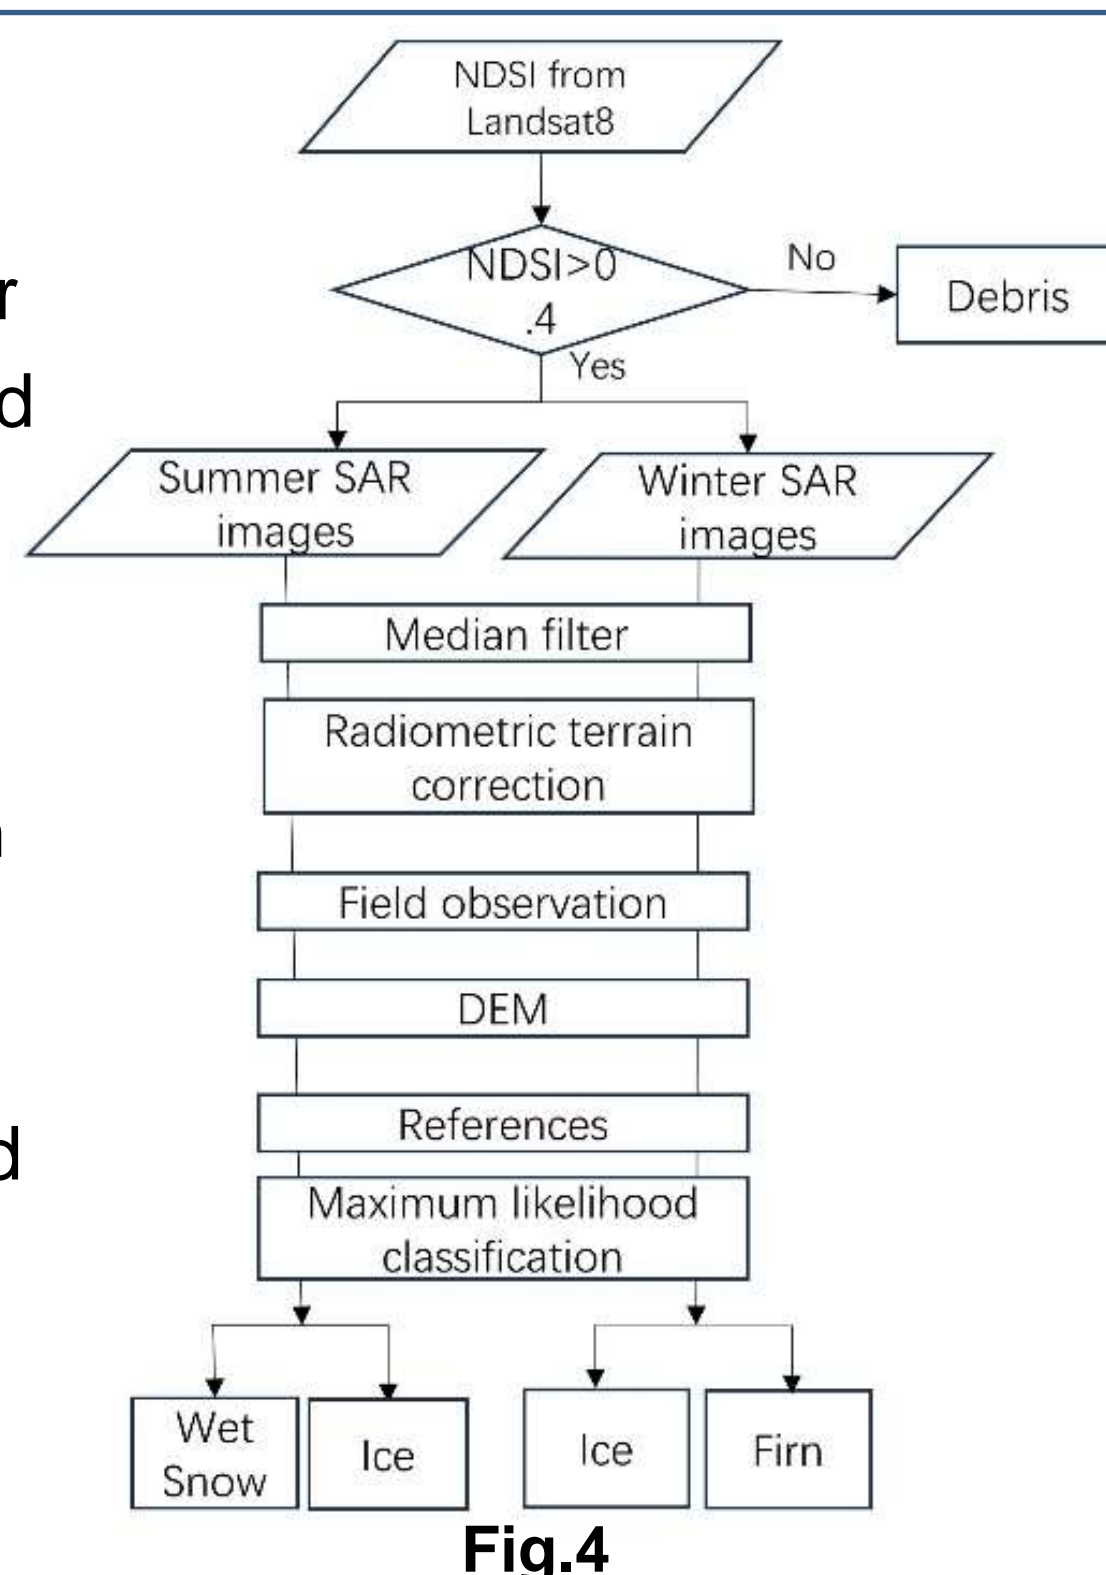 NDSI from
Landsat8
NDSI>0
.4
No
Debris
Yes
r
d
Summer SAR
images
Winter SAR
images
Median filter
Radiometric terrain
correction
n
Field observation
DEM
References
d
Maximum likelihood
classification
Wet
Snow
Ice
Ice
Firn
Fig.4